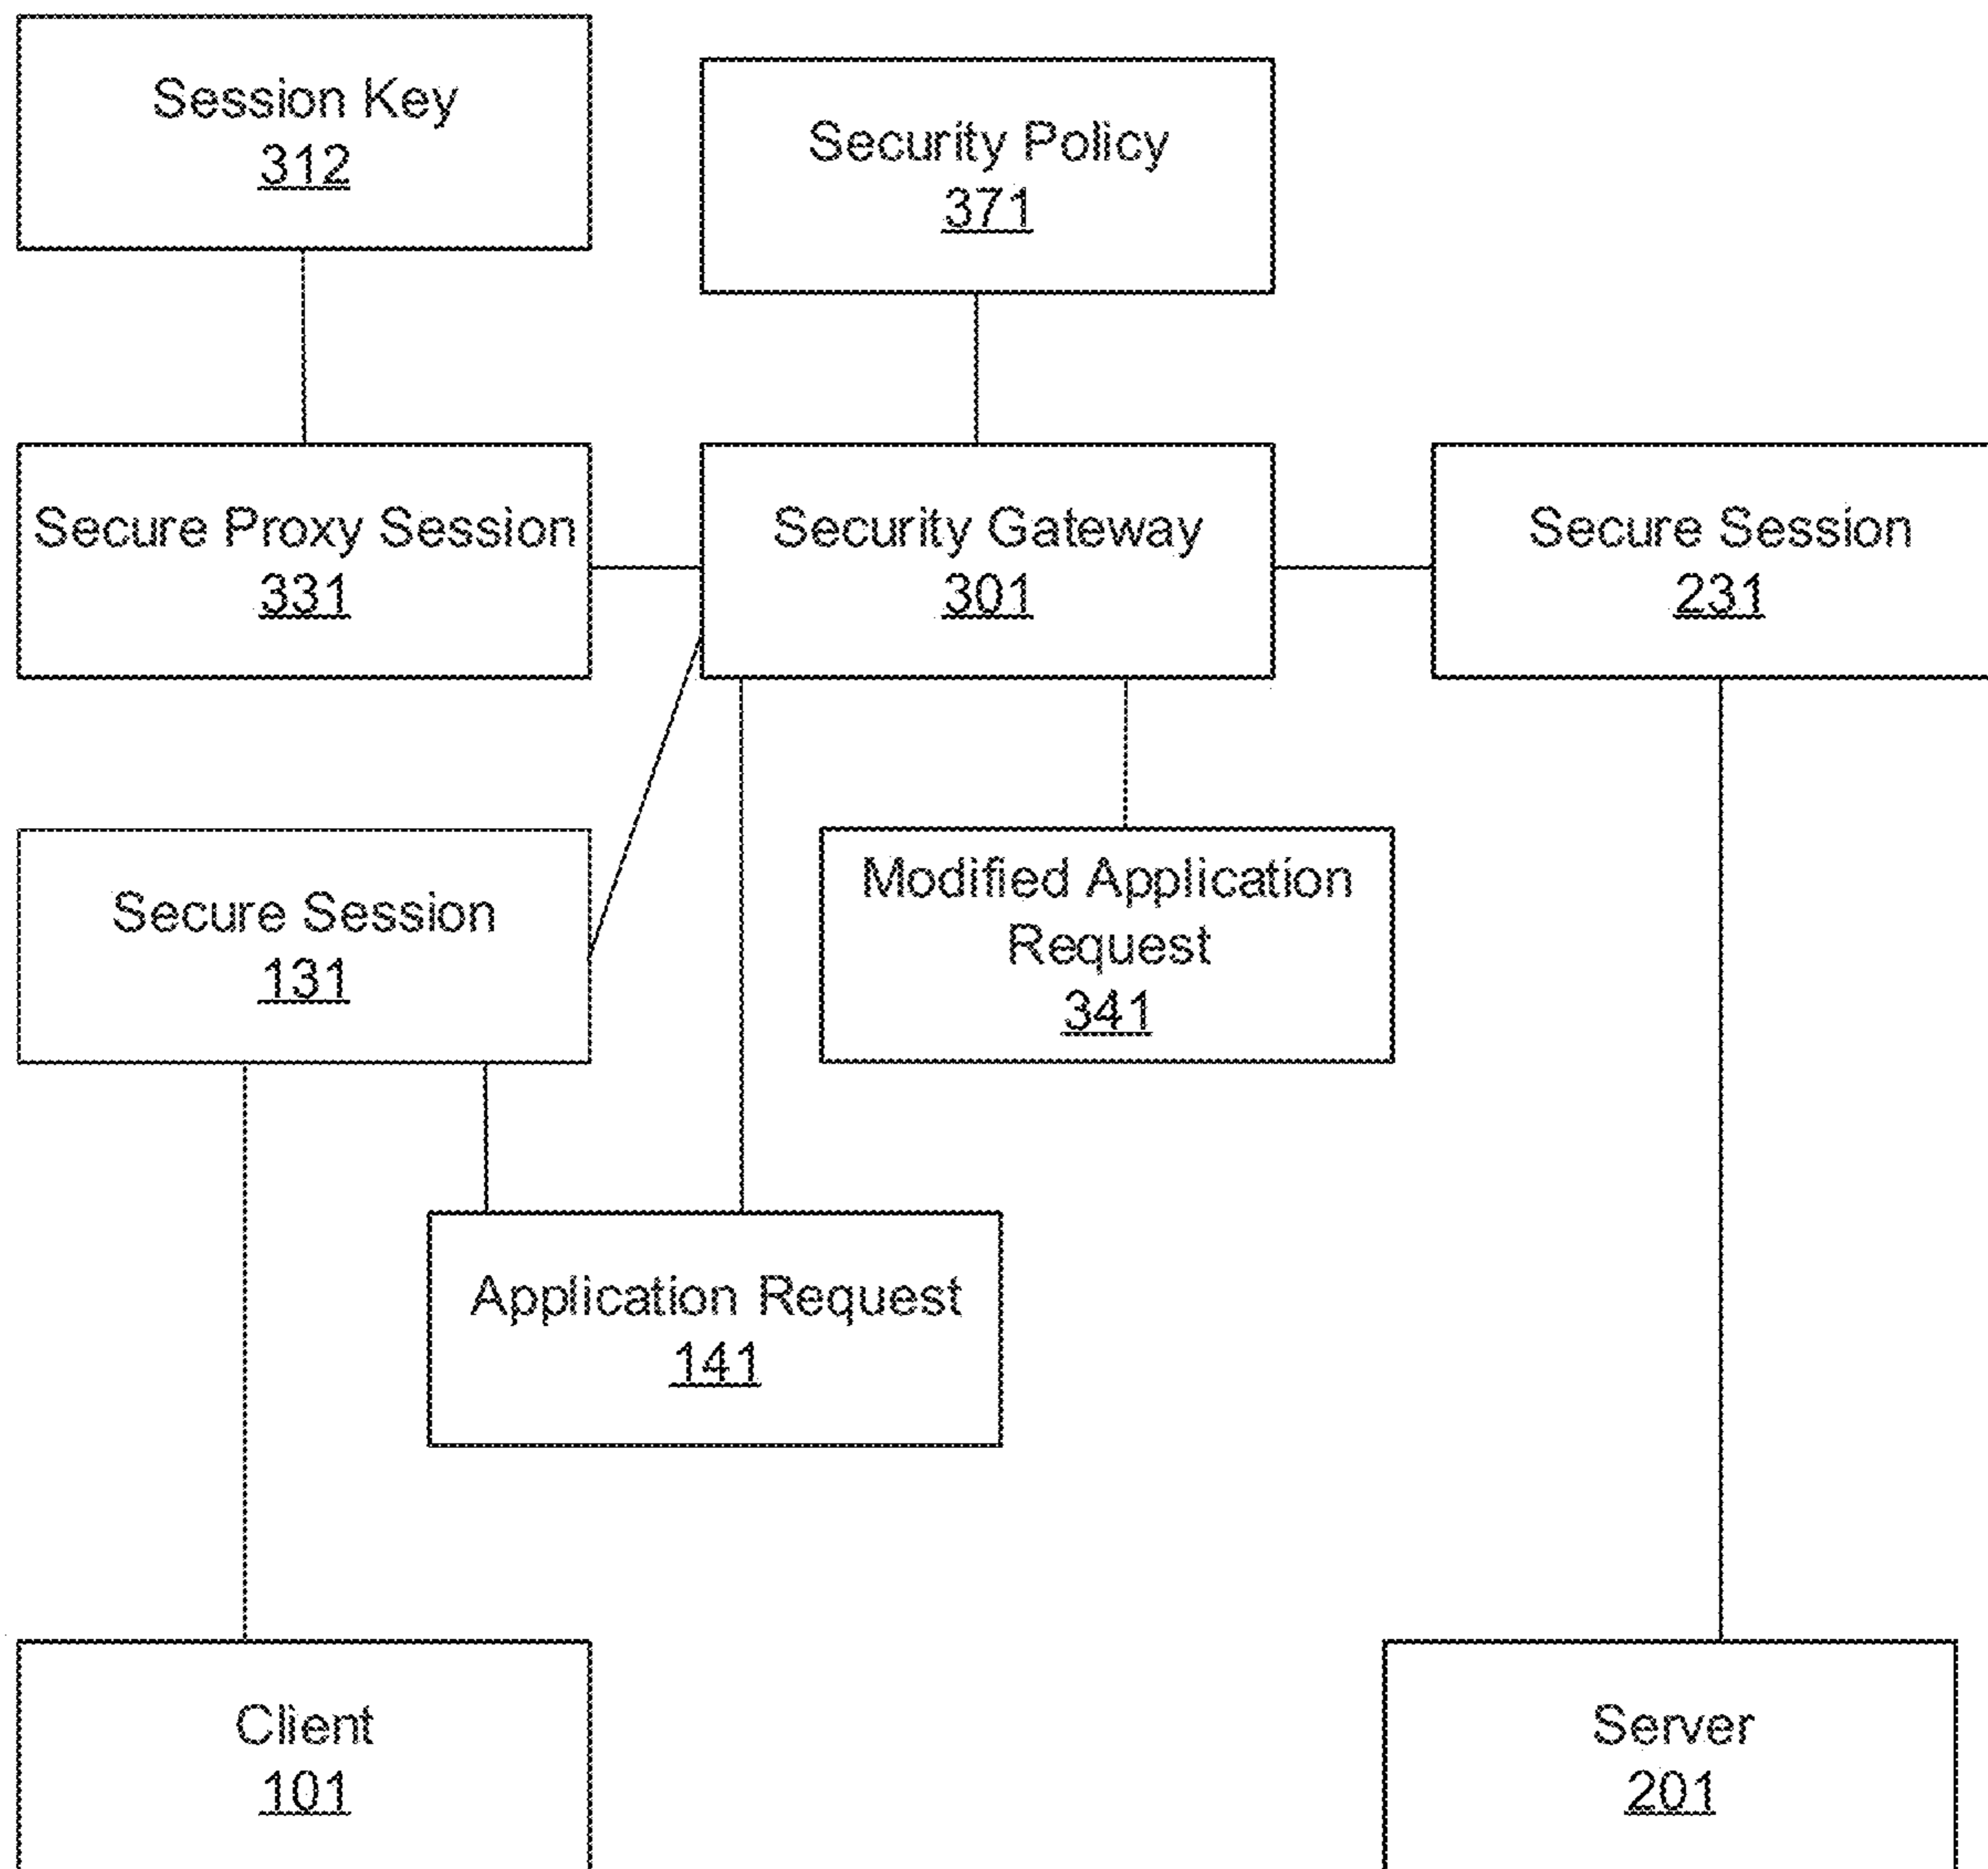 Session Key
312
Security Policy
371
Secure Proxy Session
331
Security Gateway
301
Secure Session
231
Secure Session
131
Modified Application
Request
341
Application Request
141
Client
101
Server
201